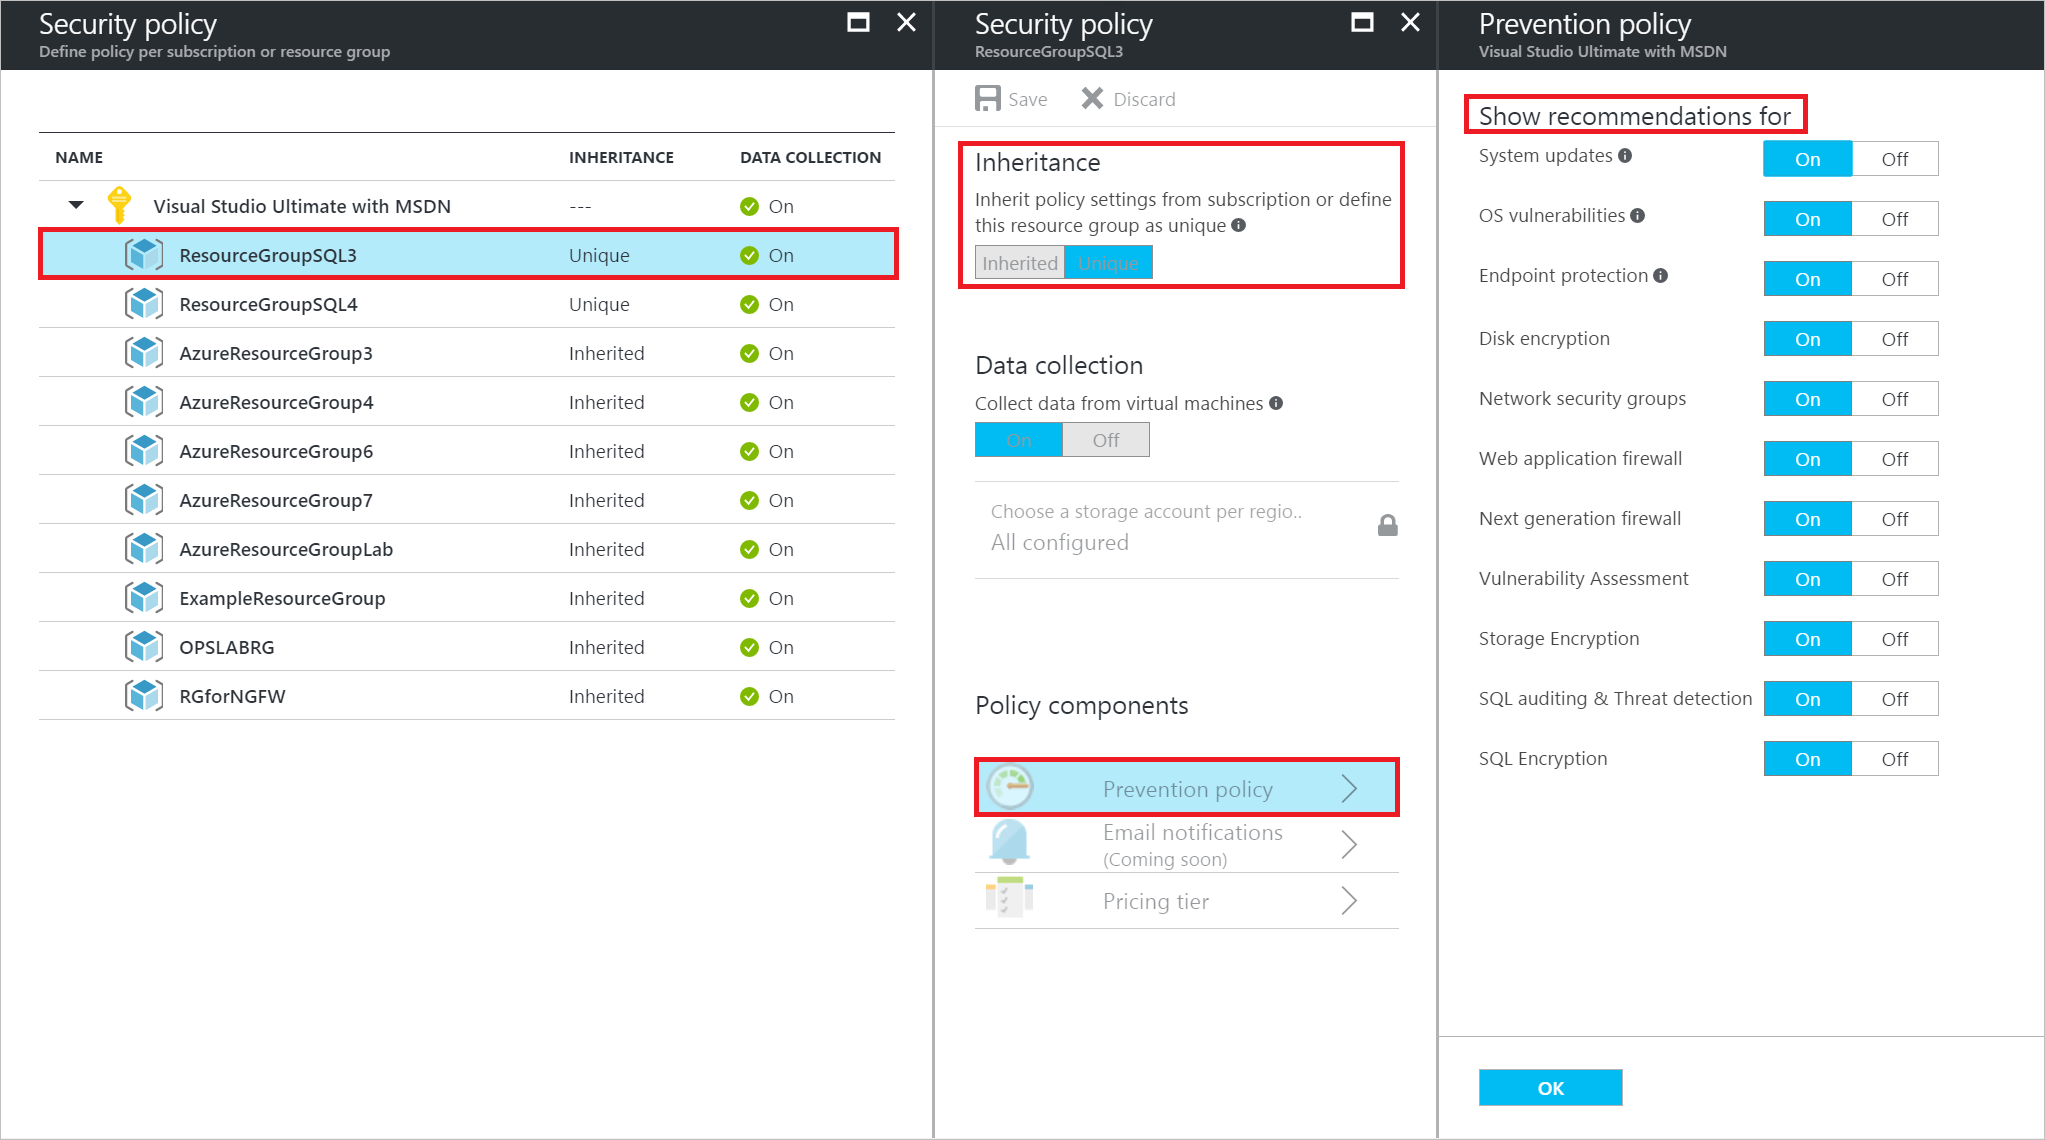 Security policy
Define policy per subscription or resource group
NAME INHERITANCE DATA COLLECTION
Visual Studio Ultimate with MSDN --- On
ResourceGroupSQL3 Unique On
ResourceGroupSQL4 Unique On
AzureResourceGroup3 Inherited On
AzureResourceGroup4 Inherited On
AzureResourceGroup6 Inherited On
AzureResourceGroup7 Inherited On
AzureResourceGroupLab Inherited On
ExampleResourceGroup Inherited On
OPSLABRG Inherited On
RGforNGFW Inherited On
Security policy
ResourceGroupSQL3
Save Discard
Inheritance
Inherit policy settings from subscription or define
this resource group as unique
Inherited Unique
Data collection
Collect data from virtual machines
On Off
Choose a storage account per regio..
All configured
Policy components
Prevention policy
Email notifications
(Coming soon)
Pricing tier
Prevention policy
Visual Studio Ultimate with MSDN
Show recommendations for
System updates On Off
OS vulnerabilities On Off
Endpoint protection On Off
Disk encryption On Off
Network security groups On Off
Web application firewall On Off
Next generation firewall On Off
Vulnerability Assessment On Off
Storage Encryption On Off
SQL auditing & Threat detection On Off
SQL Encryption On Off
OK